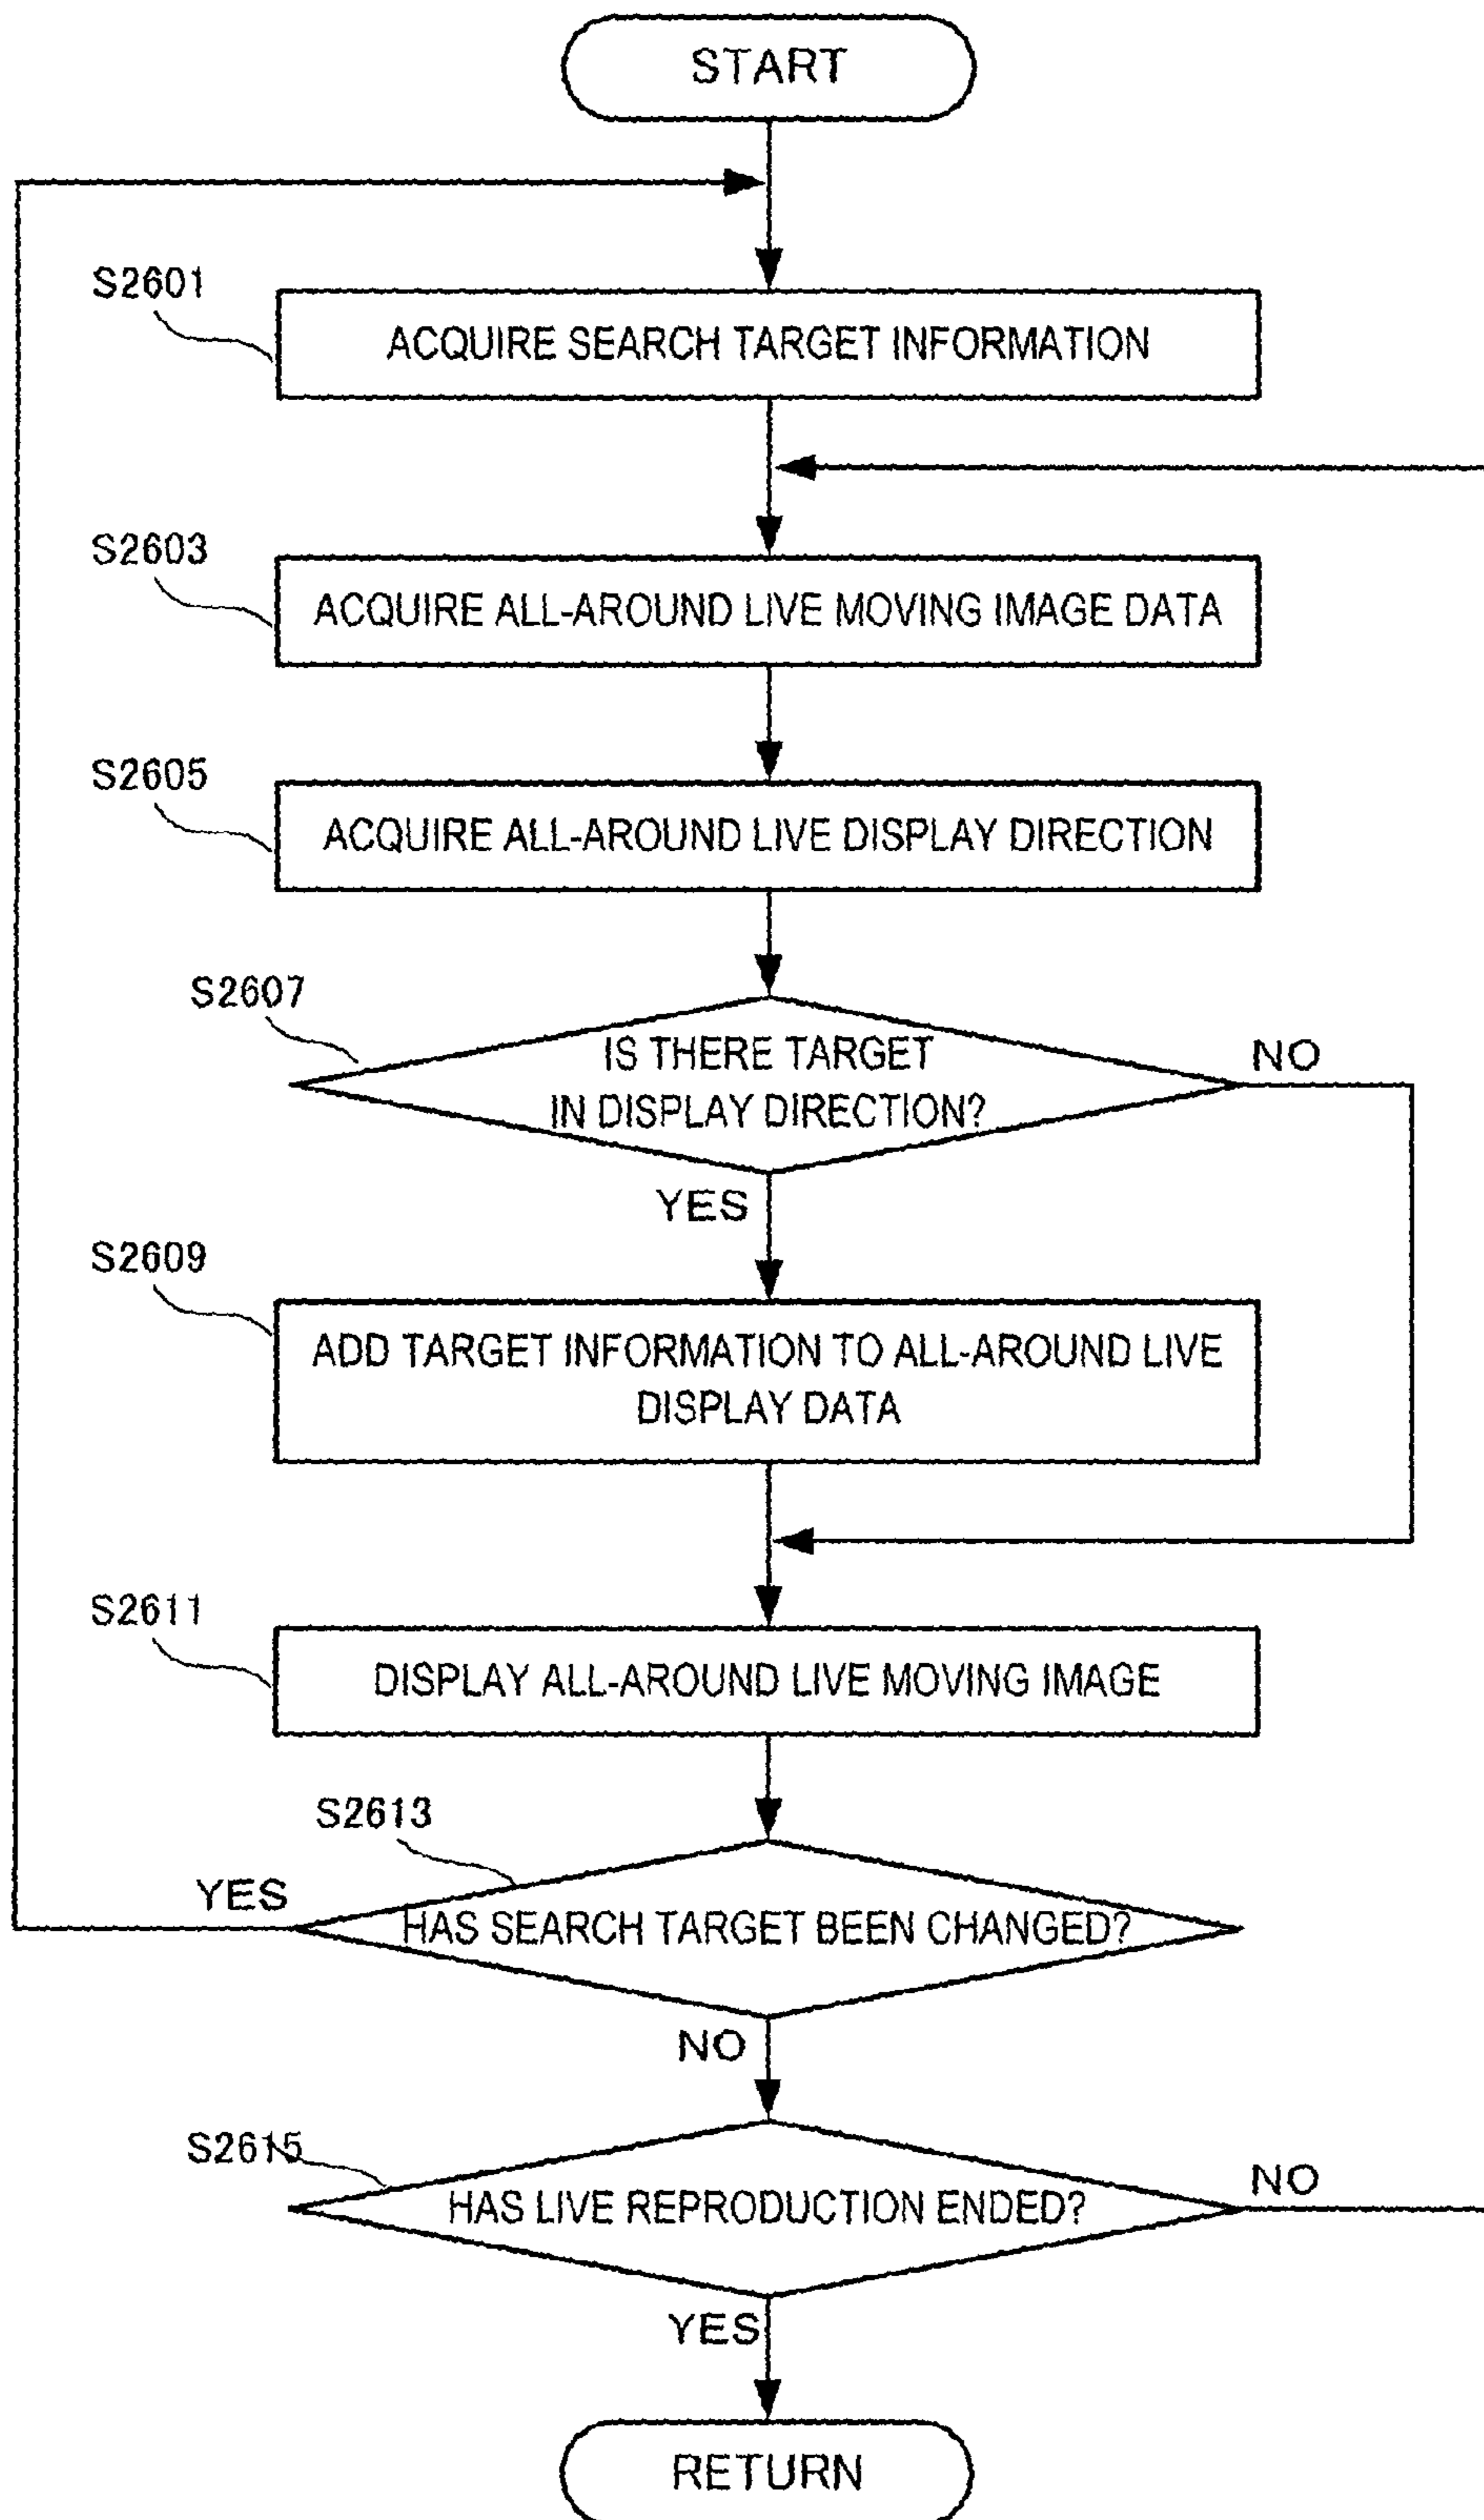 START
S2601
ACQUIRE SEARCH TARGET INFORMATION
S2603
ACQUIRE ALL-AROUND LIVE MOVING IMAGE DATA
S2605
ACQUIRE ALL-AROUND LIVE DISPLAY DIRECTION
S2607
IS THERE TARGET
IN DISPLAY DIRECTION?
NO
YES
S2609
ADD TARGET INFORMATION TO ALL-AROUND LIVE
DISPLAY DATA
S2611
DISPLAY ALL-AROUND LIVE MOVING IMAGE
S2613
YES
HAS SEARCH TARGET BEEN CHANGED?
NO
S2615
HAS LIVE REPRODUCTION ENDED?
NO
YES
RETURN